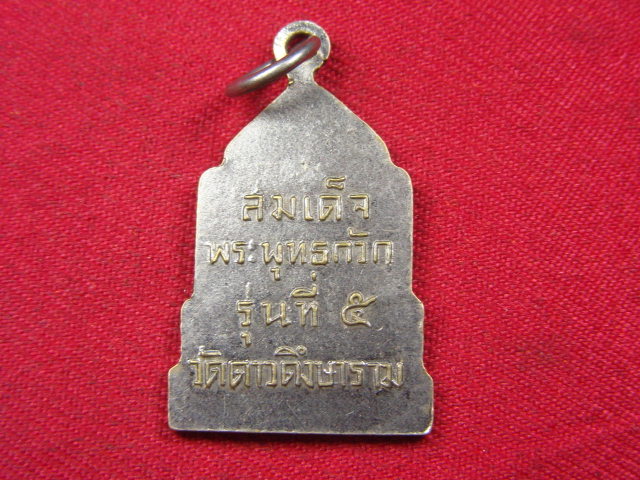 สมเด็จ
พระพุทธกวัก
รุ่นที่ ๕
วัดดาวดึงษาราม